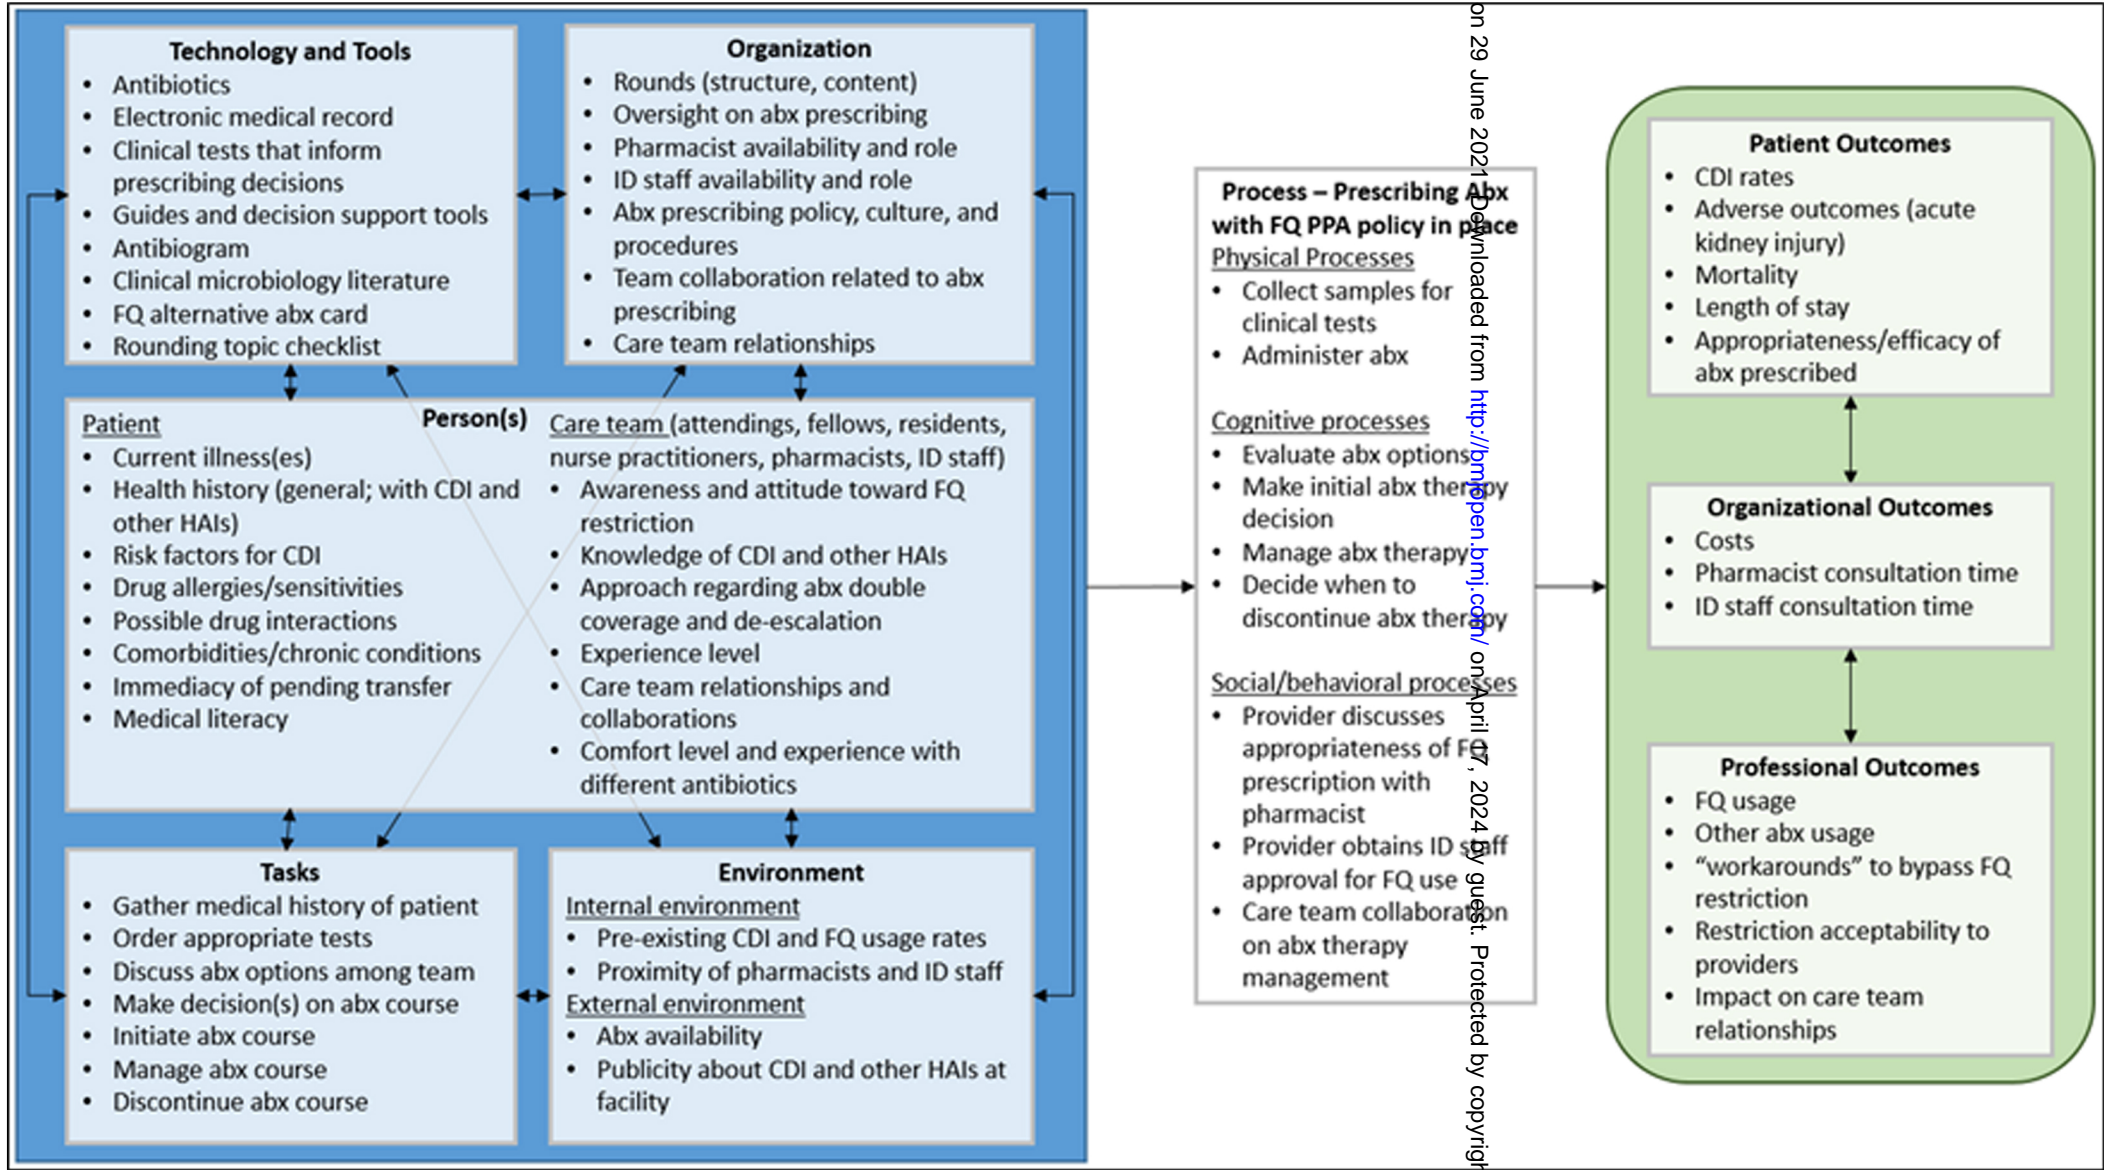 Technology and Tools
• Antibiotics
• Electronic medical record
• Clinical tests that inform
prescribing decisions
• Guides and decision support tools
• Antibiogram
• Clinical microbiology literature
• FQ alternative abx card
• Rounding topic checklist
Organization
• Rounds (structure, content)
• Oversight on abx prescribing
• Pharmacist availability and role
• ID staff availability and role
• Abx prescribing policy, culture, and
procedures
• Team collaboration related to abx
prescribing
• Care team relationships
Person(s)
Patient
• Current illness(es)
• Health history (general; with CDI and
other HAIs)
• Risk factors for CDI
• Drug allergies/sensitivities
• Possible drug interactions
• Comorbidities/chronic conditions
• Immediacy of pending transfer
• Medical literacy
Care team (attendings, fellows, residents,
nurse practitioners, pharmacists, ID staff)
• Awareness and attitude toward FQ
restriction
• Knowledge of CDI and other HAIs
• Approach regarding abx double
coverage and de-escalation
• Experience level
• Care team relationships and
collaborations
• Comfort level and experience with
different antibiotics
Tasks
• Gather medical history of patient
• Order appropriate tests
• Discuss abx options among team
• Make decision(s) on abx course
• Initiate abx course
• Manage abx course
• Discontinue abx course
Environment
Internal environment
• Pre-existing CDI and FQ usage rates
• Proximity of pharmacists and ID staff
External environment
• Abx availability
• Publicity about CDI and other HAIs at
facility
Process – Prescribing Abx
with FQ PPA policy in place
Physical Processes
• Collect samples for
clinical tests
• Administer abx
Cognitive processes
• Evaluate abx options
• Make initial abx therapy
decision
• Manage abx therapy
• Decide when to
discontinue abx therapy
Social/behavioral processes
• Provider discusses
appropriateness of FQ
prescription with
pharmacist
• Provider obtains ID staff
approval for FQ use
• Care team collaboration
on abx therapy
management
Patient Outcomes
• CDI rates
• Adverse outcomes (acute
kidney injury)
• Mortality
• Length of stay
• Appropriateness/efficacy of
abx prescribed
Organizational Outcomes
• Costs
• Pharmacist consultation time
• ID staff consultation time
Professional Outcomes
• FQ usage
• Other abx usage
• “workarounds” to bypass FQ
restriction
• Restriction acceptability to
providers
• Impact on care team
relationships
on 29 June 2021. Downloaded from http://bmjopen.bmj.com/ on April 17, 2024 by guest. Protected by copyrigh